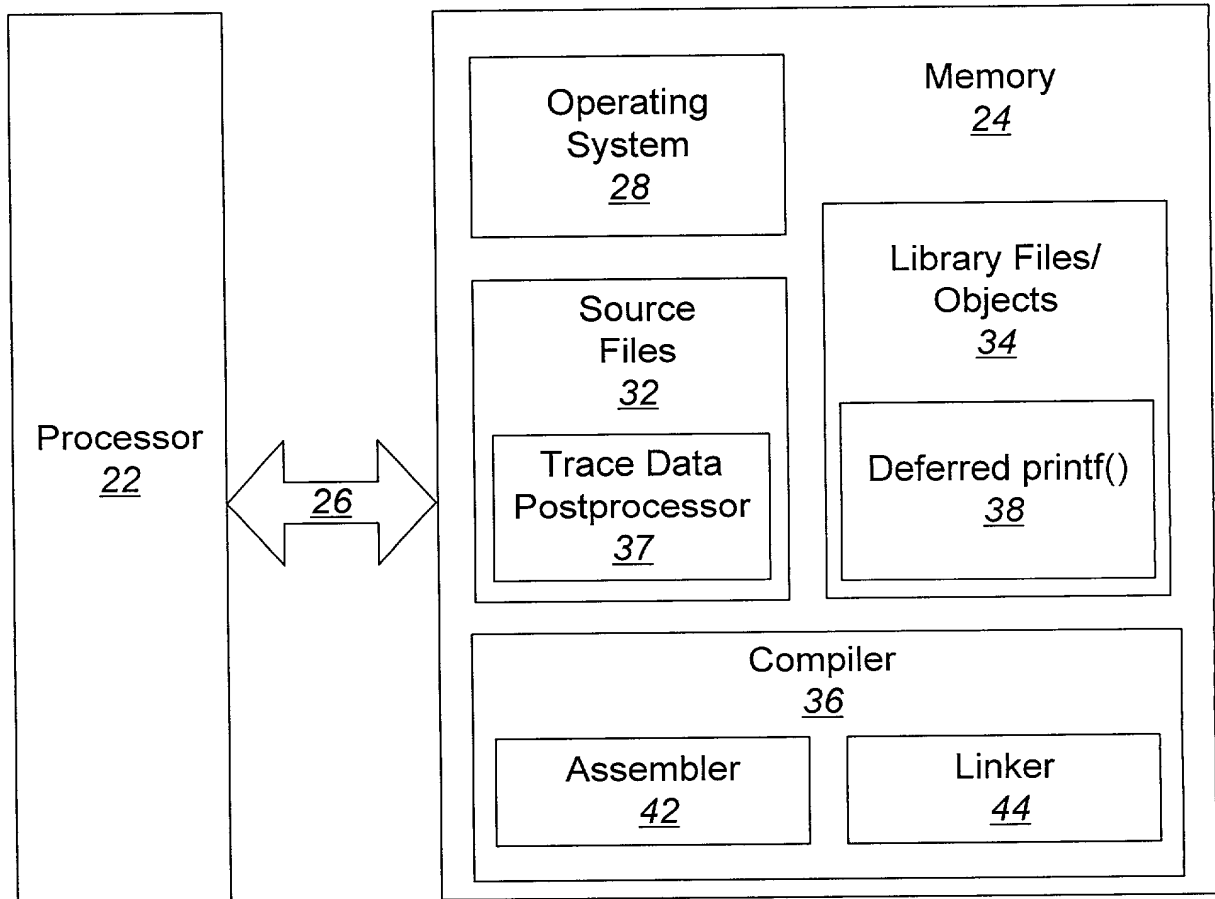 Processor
22
26
Memory
24
Operating
System
28
Source
Files
32
Trace Data
Postprocessor
37
Library Files/
Objects
34
Deferred printf()
38
Compiler
36
Assembler
42
Linker
44